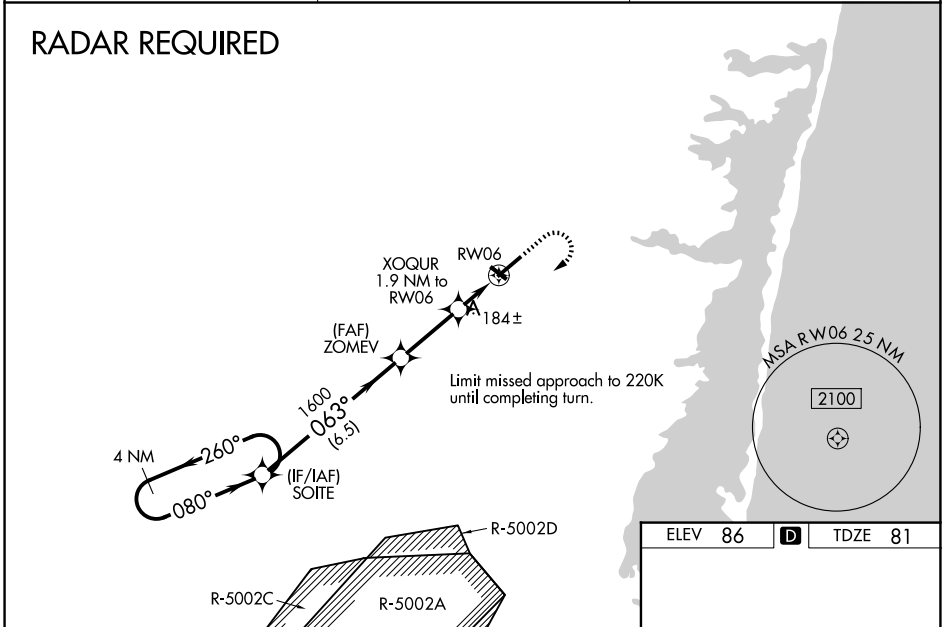 RADAR REQUIRED
RW06
XOQUR
1.9 NM to
RW06
184±
(FAF)
ZOMEV
MSA RW06 25 NM
2100
Limit missed approach to 220K
until completing turn.
1600
063°
(6.5)
4 NM
260°
080°
(IF/IAF)
SOITE
R-5002D
ELEV 86 D TDZE 81
R-5002C
R-5002A